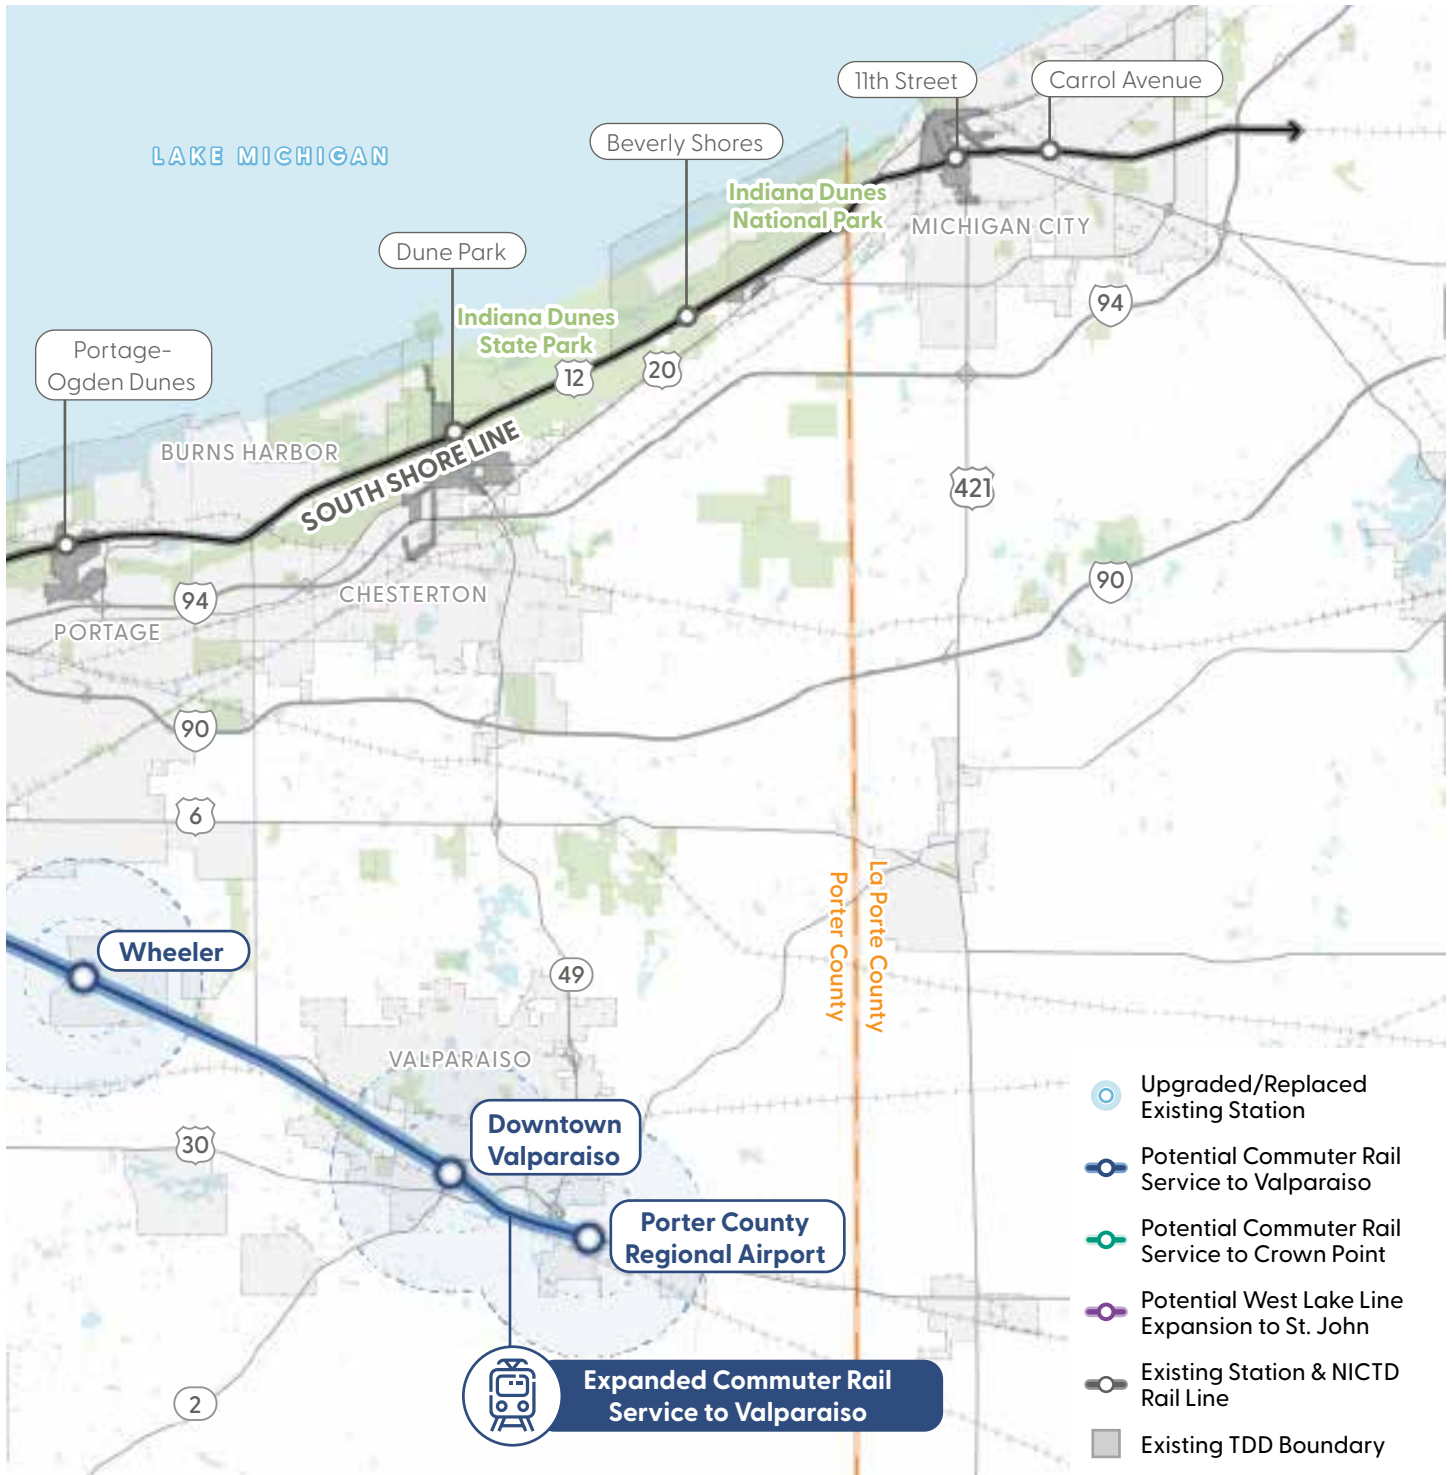 11th Street
Carrol Avenue
Beverly Shores
LAKE MICHIGAN
Indiana Dunes
National Park
MICHIGAN CITY
Dune Park
Indiana Dunes
State Park
94
Portage-
Ogden Dunes
12
20
BURNS HARBOR
SOUTH SHORE LINE
421
94
CHESTERTON
90
PORTAGE
90
6
La Porte County
Porter County
Wheeler
49
VALPARAISO
Downtown
Valparaiso
30
Porter County
Regional Airport
2
Expanded Commuter Rail
Service to Valparaiso
Upgraded/Replaced
Existing Station
Potential Commuter Rail
Service to Valparaiso
Potential Commuter Rail
Service to Crown Point
Potential West Lake Line
Expansion to St. John
Existing Station & NICTD
Rail Line
Existing TDD Boundary